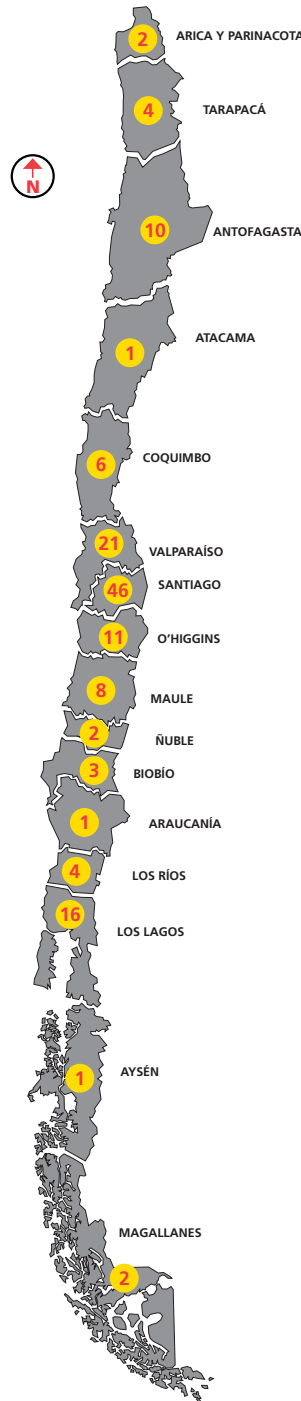 2 ARICA Y PARINACOTA
4 TARAPACÁ
N
10 ANTOFAGASTA
1 ATACAMA
6 COQUIMBO
21 VALPARAÍSO
46 SANTIAGO
11 O'HIGGINS
8 MAULE
2 ÑUBLE
3 BIOBÍO
1 ARAUCANÍA
4 LOS RÍOS
16 LOS LAGOS
1 AYSÉN
MAGALLANES
2